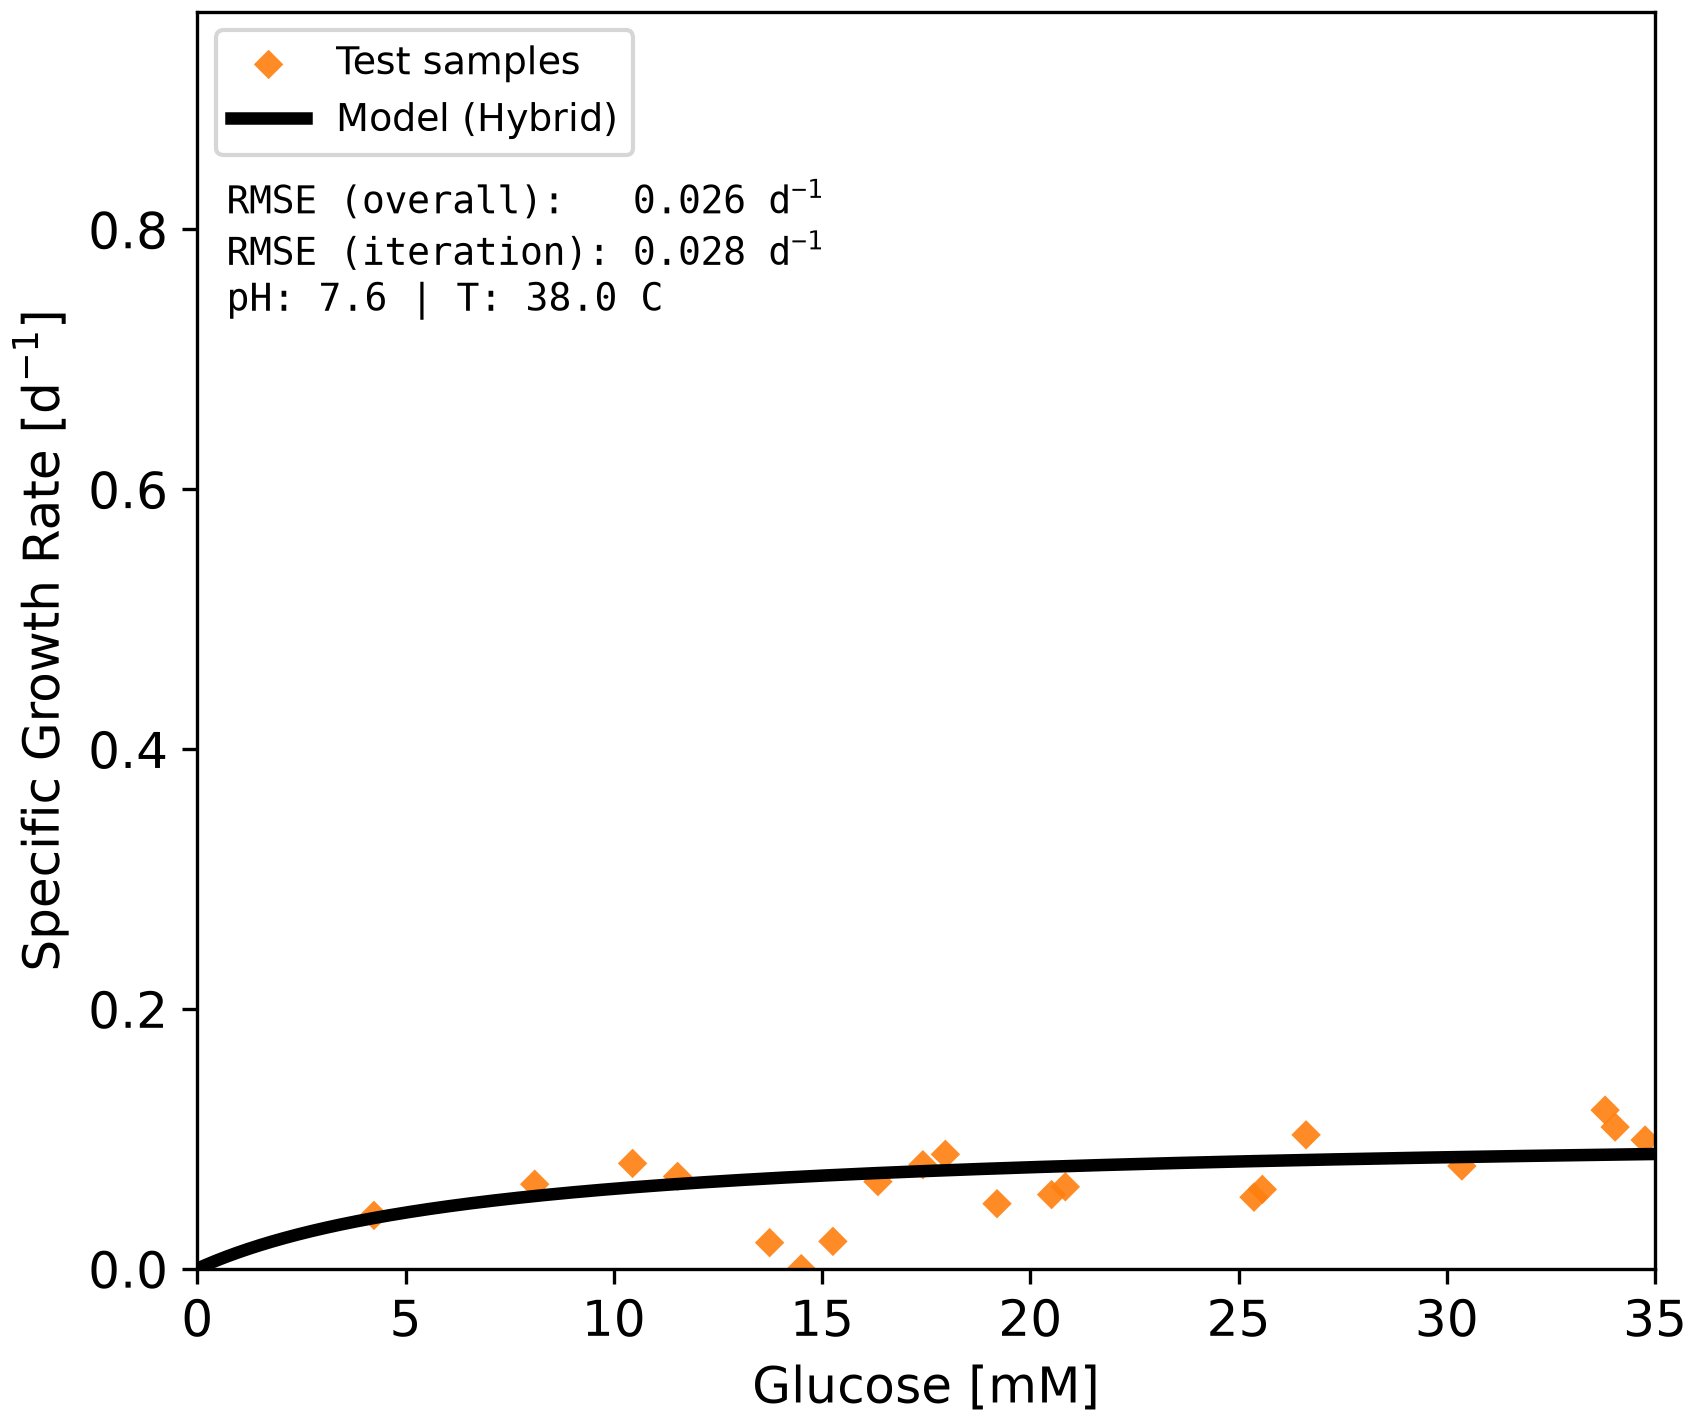 Test samples
Model (Hybrid)
RMSE (overall): 0.026 d⁻¹
RMSE (iteration): 0.028 d⁻¹
pH: 7.6 | T: 38.0 C
Specific Growth Rate [d⁻¹]
0.8
0.6
0.4
0.2
0.0
0 5 10 15 20 25 30 35
Glucose [mM]